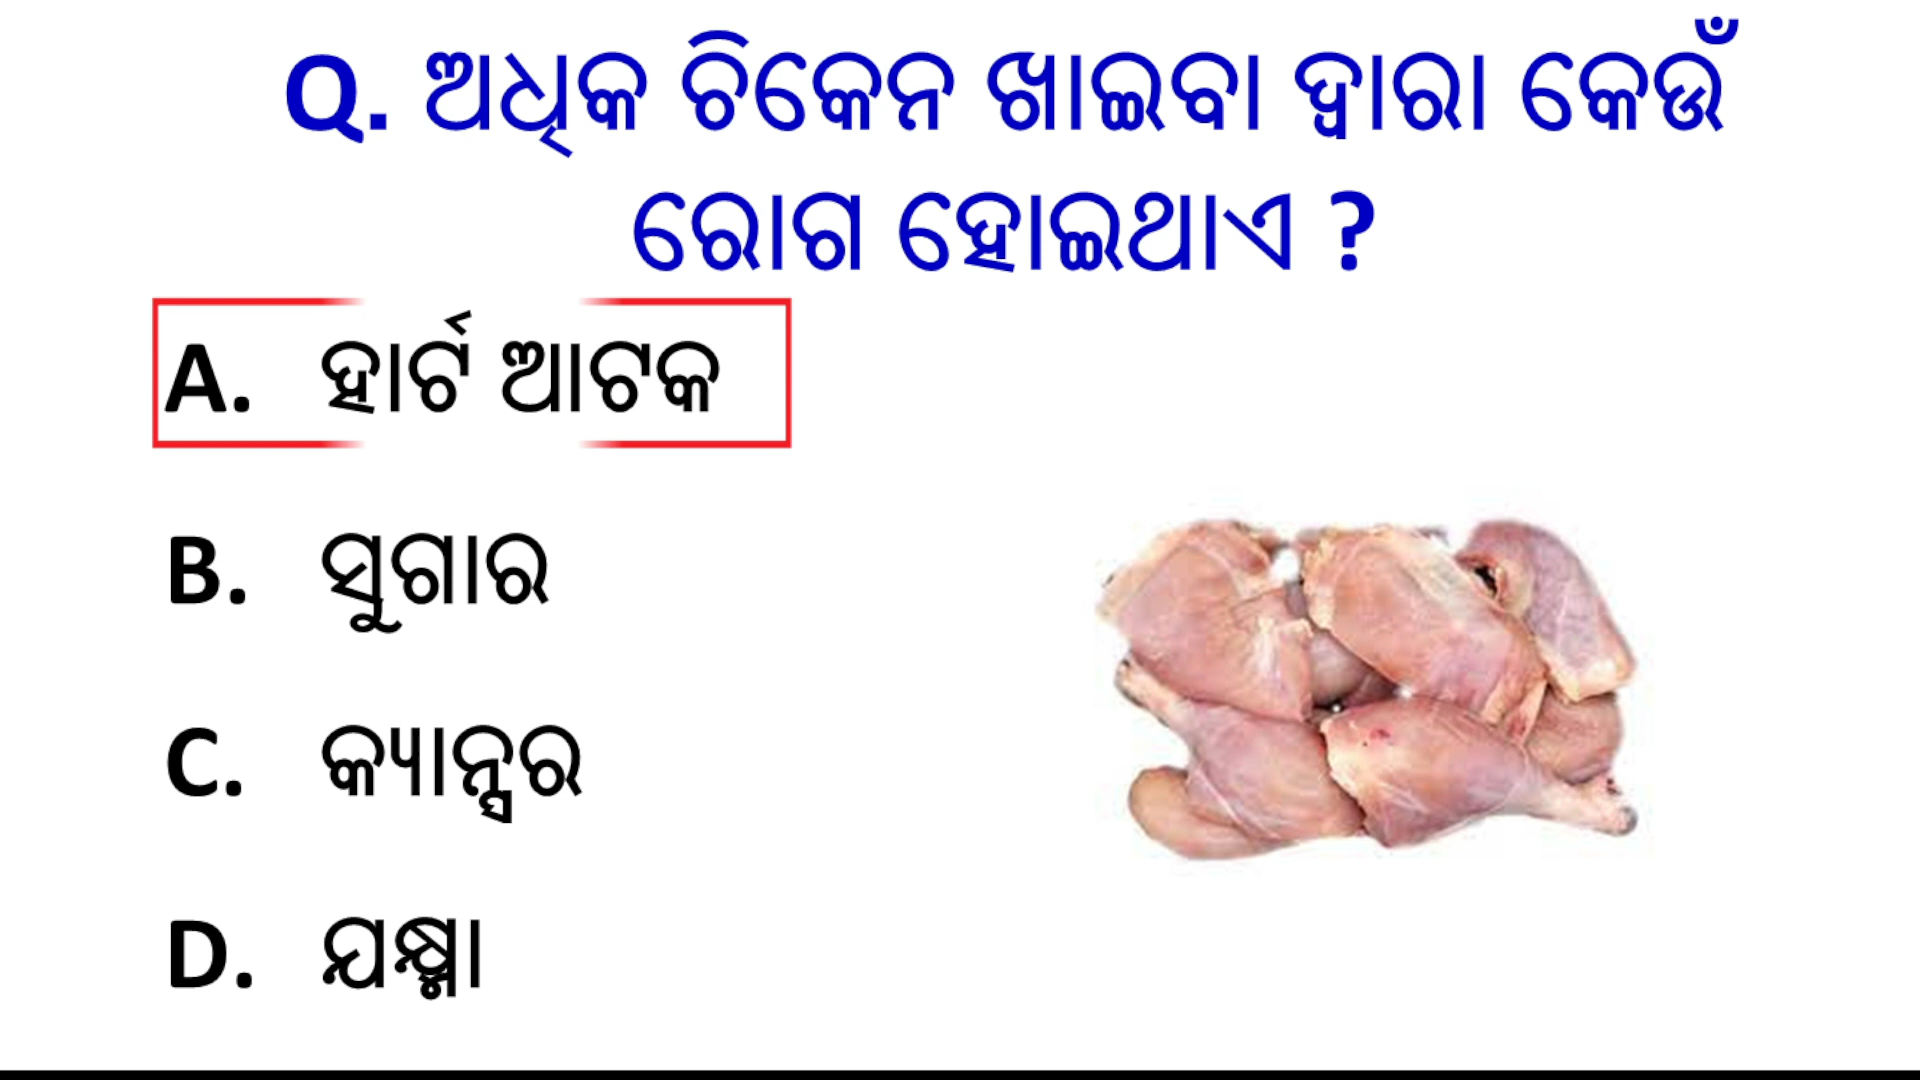 Q. ଅଧିକ ଚିକେନ ଖାଇବା ଦ୍ୱାରା କେଉଁ
ରୋଗ ହୋଇଥାଏ ?
A. ହାର୍ଟ ଆଟକ
B. ସୁଗାର
C. କ୍ୟାନ୍ସର
D. ଯକ୍ଷ୍ମା